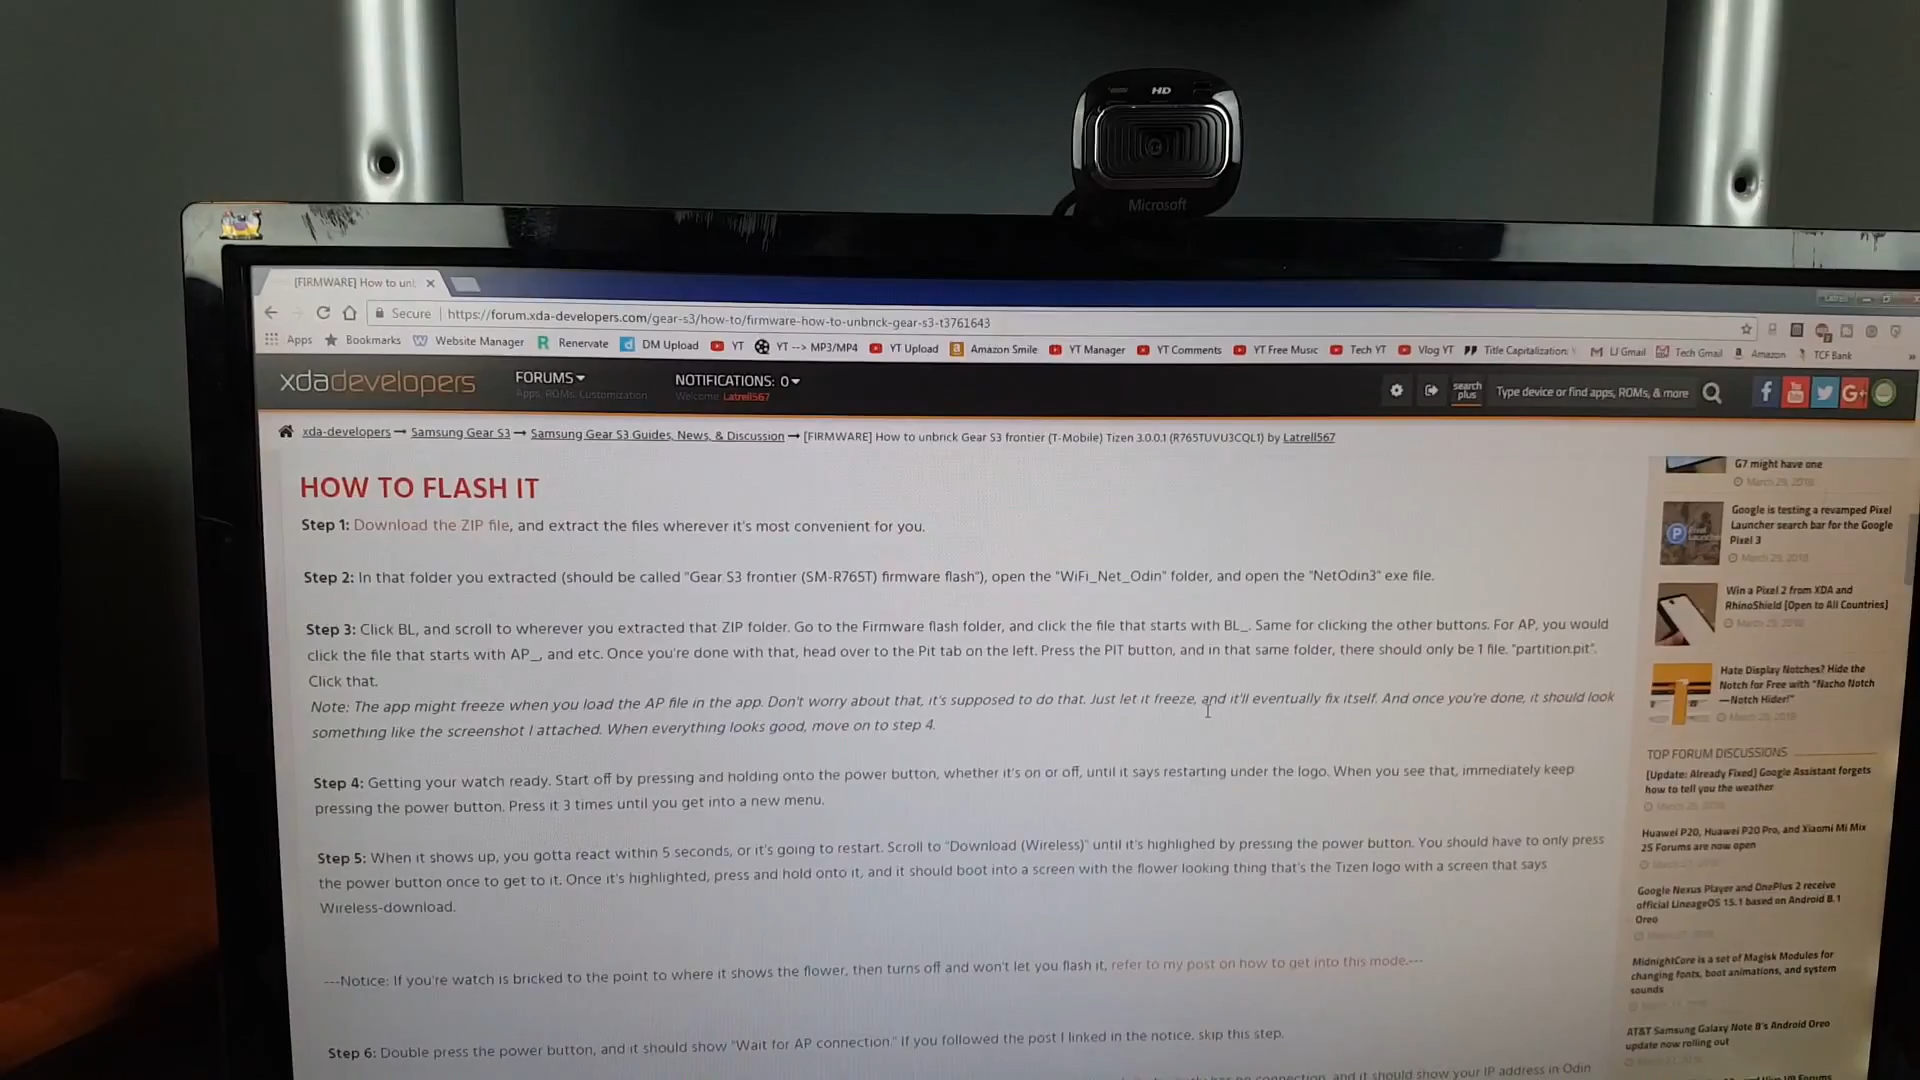 HD
Microsoft
[FIRMWARE] How to unb
Secure | https://forum.xda-developers.com/gear-s3/how-to/firmware-how-to-unbrick-gear-s3-t3761643
Apps Bookmarks Website Manager Renervate DM Upload YT YT --> MP3/MP4 YT Upload Amazon Smile YT Manager YT Comments YT Free Music Tech YT Vlog YT Title Capitalization: LJ Gmail Tech Gmail Amazon TCF Bank
xdadevelopers
FORUMS
Apps, ROMs, Customization
NOTIFICATIONS: 0
Welcome Latrell567
search plus
Type device or find apps, ROMs, & more
xda-developers → Samsung Gear S3 → Samsung Gear S3 Guides, News, & Discussion → [FIRMWARE] How to unbrick Gear S3 frontier (T-Mobile) Tizen 3.0.0.1 (R765TUVU3CQL1) by Latrell567
HOW TO FLASH IT
Step 1: Download the ZIP file, and extract the files wherever it's most convenient for you.
Step 2: In that folder you extracted (should be called "Gear S3 frontier (SM-R765T) firmware flash"), open the "WiFi_Net_Odin" folder, and open the "NetOdin3" exe file.
Step 3: Click BL, and scroll to wherever you extracted that ZIP folder. Go to the Firmware flash folder, and click the file that starts with BL_. Same for clicking the other buttons. For AP, you would
click the file that starts with AP_, and etc. Once you're done with that, head over to the Pit tab on the left. Press the PIT button, and in that same folder, there should only be 1 file. "partition.pit".
Click that.
Note: The app might freeze when you load the AP file in the app. Don't worry about that, it's supposed to do that. Just let it freeze, and it'll eventually fix itself. And once you're done, it should look
something like the screenshot I attached. When everything looks good, move on to step 4.
Step 4: Getting your watch ready. Start off by pressing and holding onto the power button, whether it's on or off, until it says restarting under the logo. When you see that, immediately keep
pressing the power button. Press it 3 times until you get into a new menu.
Step 5: When it shows up, you gotta react within 5 seconds, or it's going to restart. Scroll to "Download (Wireless)" until it's highlighed by pressing the power button. You should have to only press
the power button once to get to it. Once it's highlighted, press and hold onto it, and it should boot into a screen with the flower looking thing that's the Tizen logo with a screen that says
Wireless-download.
---Notice: If you're watch is bricked to the point to where it shows the flower, then turns off and won't let you flash it, refer to my post on how to get into this mode.---
Step 6: Double press the power button, and it should show "Wait for AP connection." If you followed the post I linked in the notice, skip this step.
connection, and it should show your IP address in Odin
G7 might have one
March 29, 2018
Google is testing a revamped Pixel
Launcher search bar for the Google
Pixel 3
March 29, 2018
Win a Pixel 2 from XDA and
RhinoShield [Open to All Countries]
March 29, 2018
Hate Display Notches? Hide the
Notch for Free with "Nacho Notch
—Notch Hider!"
March 28, 2018
TOP FORUM DISCUSSIONS
[Update: Already Fixed] Google Assistant forgets
how to tell you the weather
Huawei P20, Huawei P20 Pro, and Xiaomi Mi Mix
2S Forums are now open
Google Nexus Player and OnePlus 2 receive
official LineageOS 15.1 based on Android 8.1
Oreo
MidnightCore is a set of Magisk Modules for
changing fonts, boot animations, and system
sounds
AT&T Samsung Galaxy Note 8's Android Oreo
update now rolling out